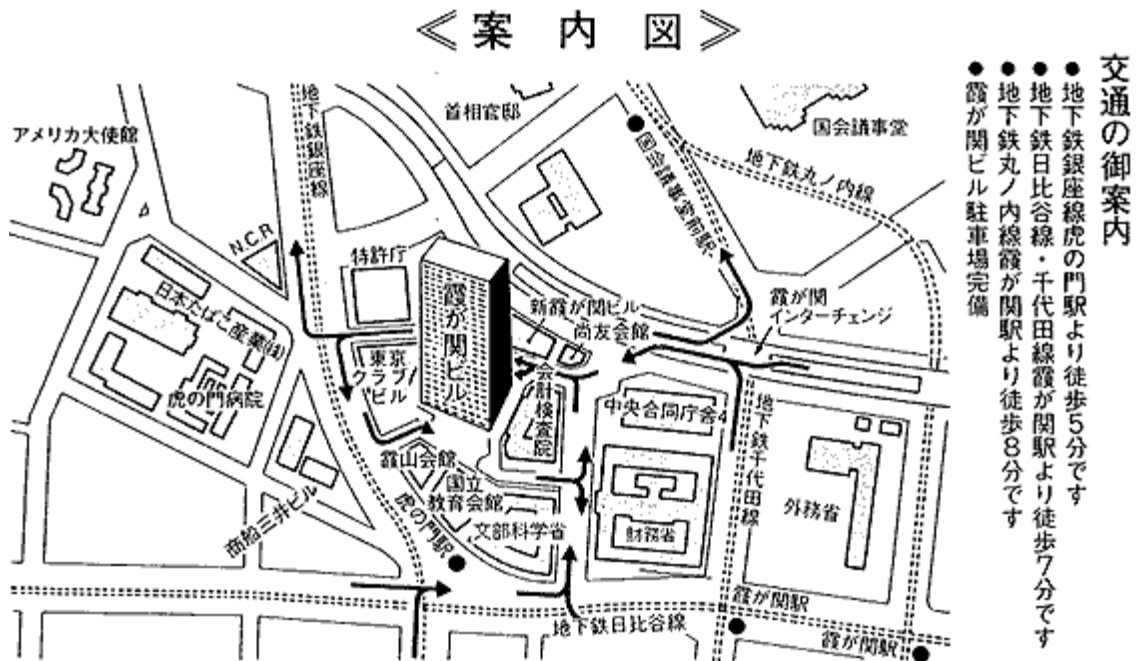 ≪案内図≫
交通の御案内
●地下鉄銀座線虎の門駅より徒歩5分です
●地下鉄日比谷線・千代田線霞が関駅より徒歩7分です
●地下鉄丸ノ内線霞が関駅より徒歩8分です
●霞が関ビル駐車場完備
アメリカ大使館
地下鉄銀座線
首相官邸
国会議事堂
国会議事堂前駅
地下鉄丸ノ内線
N.C.R
特許庁
霞が関ビル
新霞が関ビル
尚友会館
霞が関
インターチェンジ
日本たばこ産業㈱
虎の門病院
東京
クラブ
ビル
会計検査院
中央合同庁舎4
地下鉄千代田線
外務省
霞山会館
国立
教育会館
文部科学省
財務省
商船三井ビル
虎の門駅
地下鉄日比谷線
霞が関駅
霞が関駅